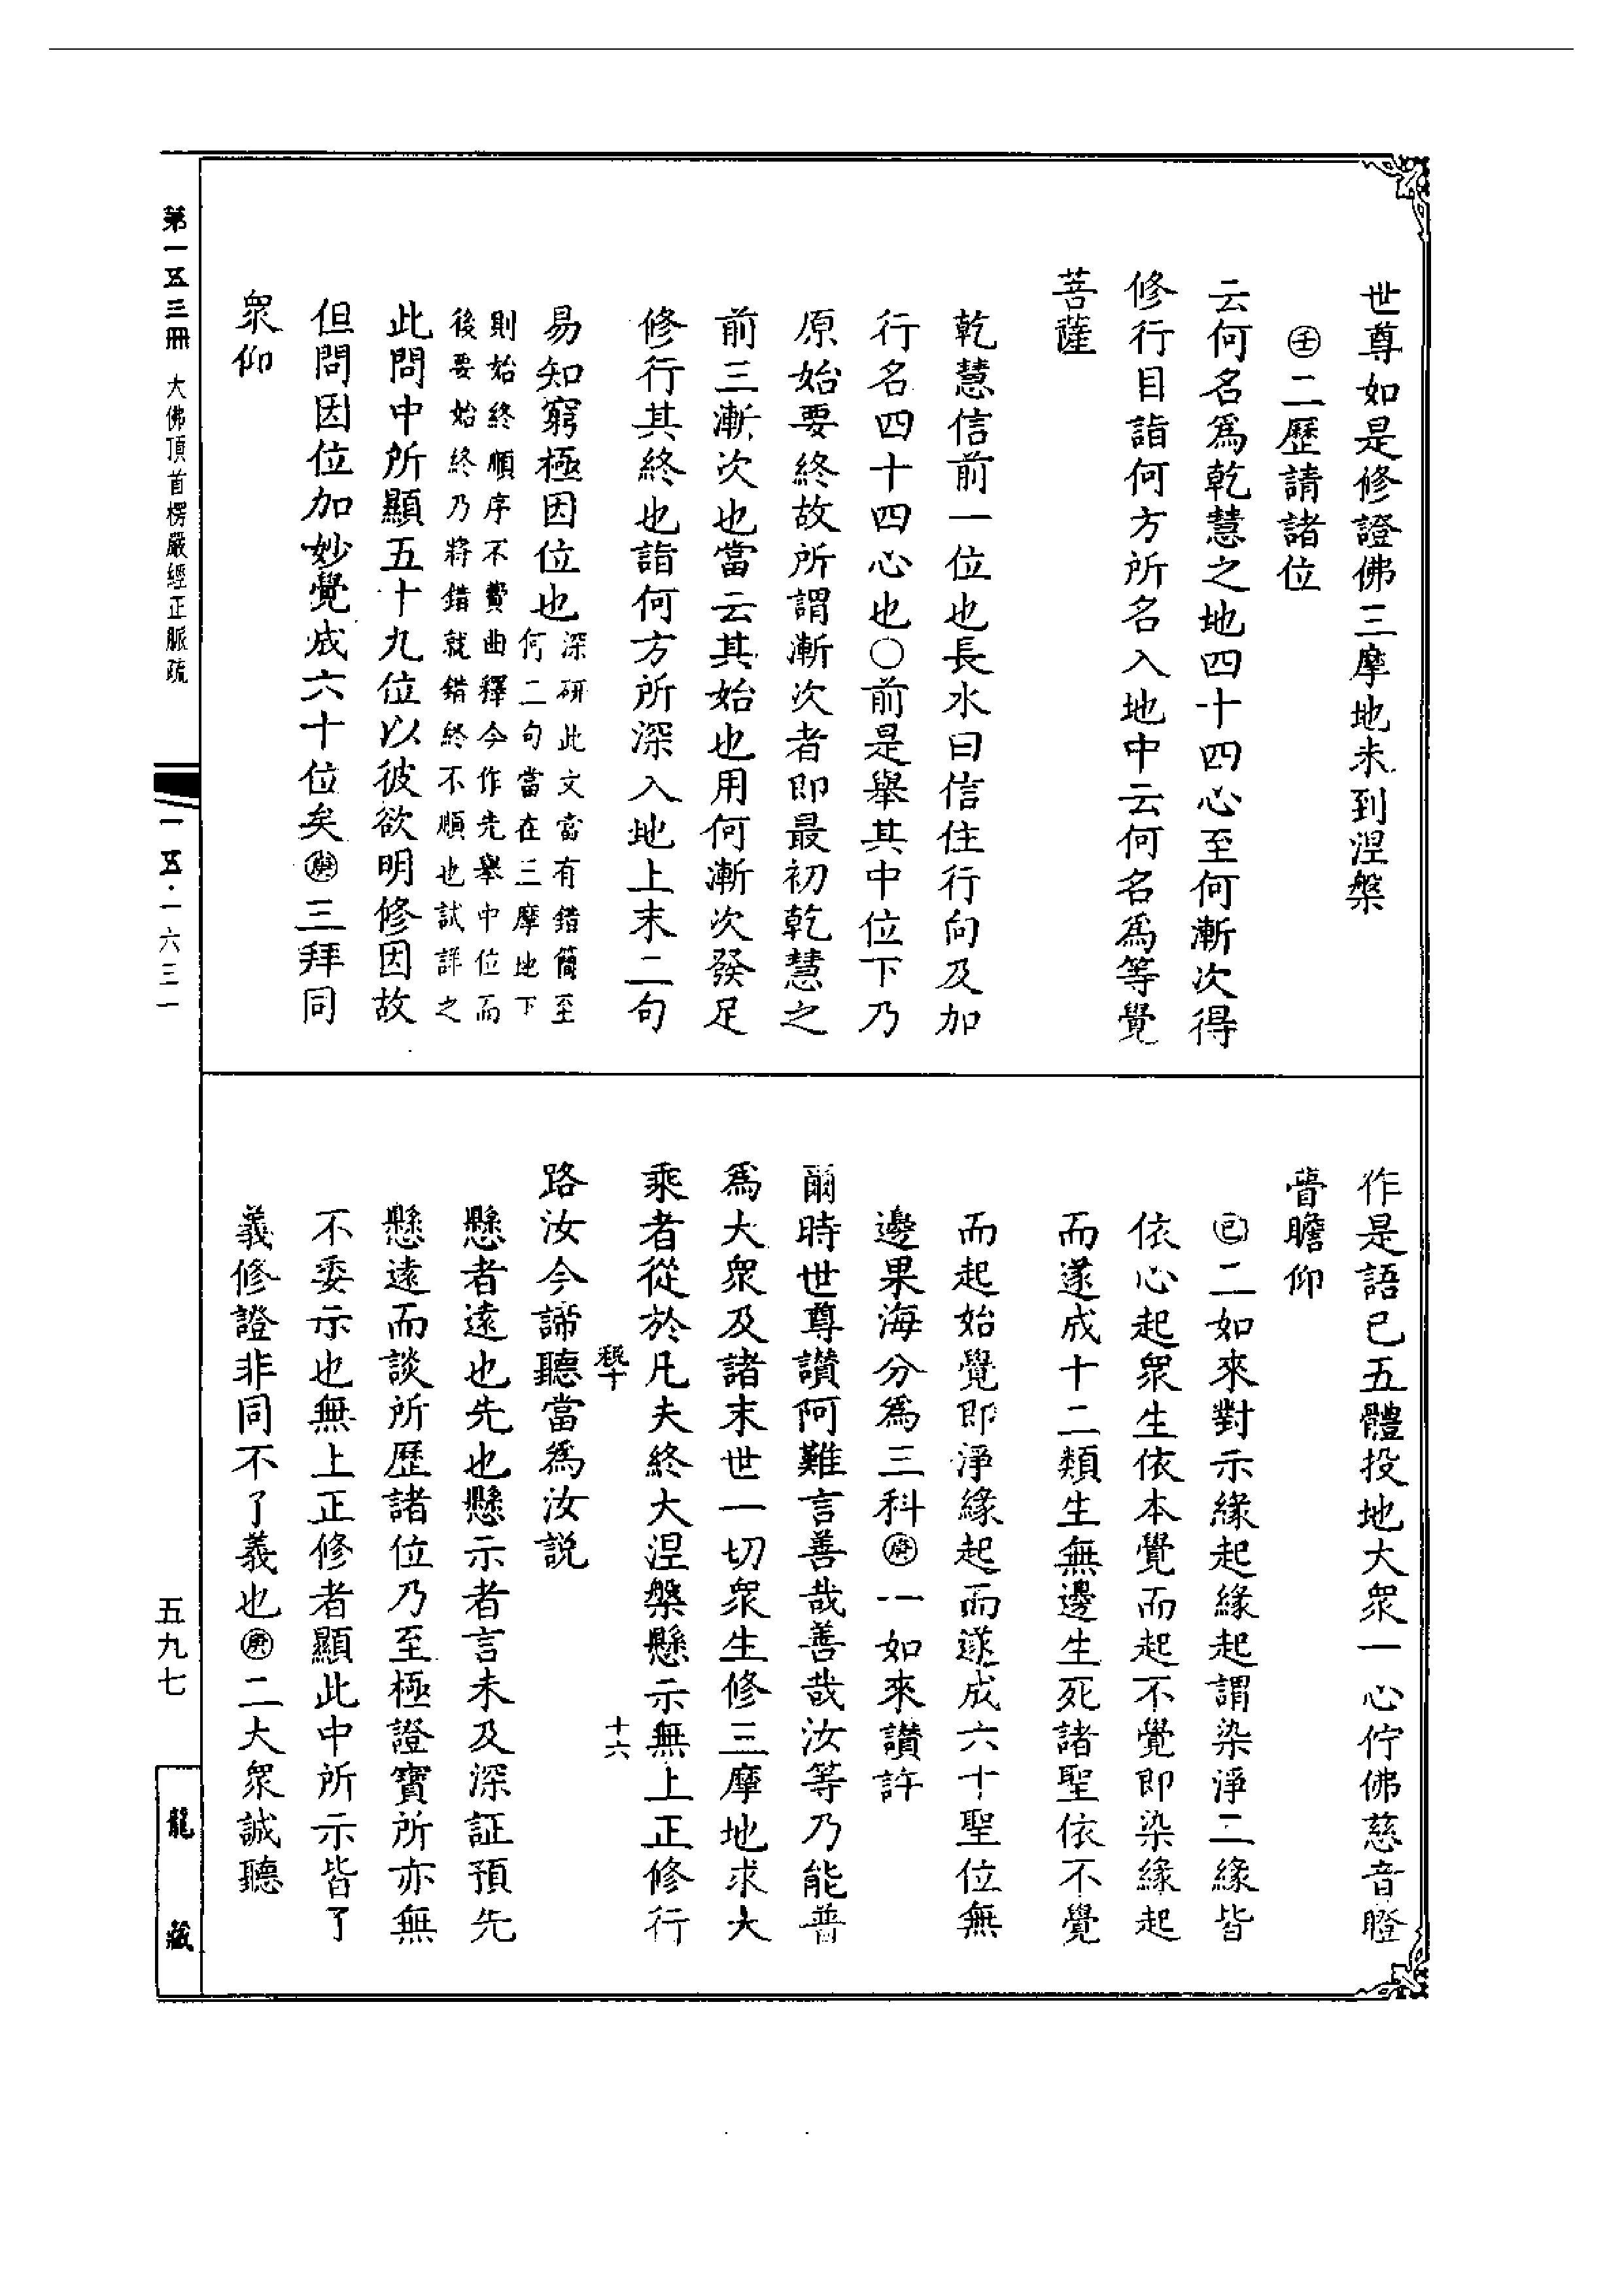 世尊如是修證佛三摩地未到涅槃
㊁二歷請諸位
云何名爲乾慧之地四十四心至何漸次得
修行目詣何方所名入地中云何名爲等覺
菩薩
乾慧信前一位也長水曰信住行向及加
行名四十四心也○前是舉其中位下乃
原始要終故所謂漸次者即最初乾慧之
前三漸次也當云其始也用何漸次發足
修行其終也詣何方所深入地上末二句
易知窮極因位也深研此文當有錯簡至
何二句當在三摩地下
則始終順序不費曲釋今作先舉中位而
後要始終乃將錯就錯終不順也試詳之
此問中所顯五十九位以彼欲明修因故
但問因位加妙覺成六十位矣三拜同
衆仰
作是語已五體投地大衆一心佇佛慈音瞪
瞢瞻仰
二如來對示緣起緣起謂染淨二緣皆
依心起衆生依本覺而起不覺即染緣起
而遂成十二類生無邊生死諸聖依不覺
而起始覺即淨緣起而遂成六十聖位無
邊果海分爲三科一如來讚許
爾時世尊讚阿難言善哉善哉汝等乃能普
爲大衆及諸末世一切衆生修三摩地求大
乘者從於凡夫終大涅槃懸示無上正修行
十六
路汝今諦聽當爲汝説
懸者遠也先也懸示者言未及深証預先
懸遠而談所歷諸位乃至極證寶所亦無
不委示也無上正修者顯此中所示皆了
義修證非同不了義也二大衆誠聽
第一五三冊 大佛頂首楞嚴經正脈疏
一五·一六三一
五九七
龍藏